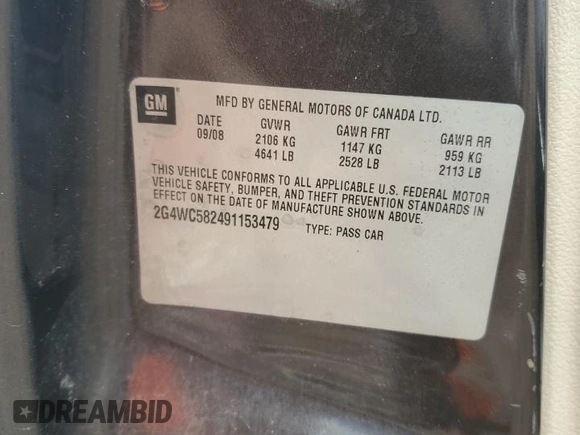 GM
MFD BY GENERAL MOTORS OF CANADA LTD.
DATE GVWR GAWR FRT GAWR RR
09/08 2106 KG 1147 KG 959 KG
4641 LB 2528 LB 2113 LB
THIS VEHICLE CONFORMS TO ALL APPLICABLE U.S. FEDERAL MOTOR
VEHICLE SAFETY, BUMPER, AND THEFT PREVENTION STANDARDS IN
EFFECT ON THE DATE OF MANUFACTURE SHOWN ABOVE.
2G4WC582491153479 TYPE: PASS CAR
DREAMBID